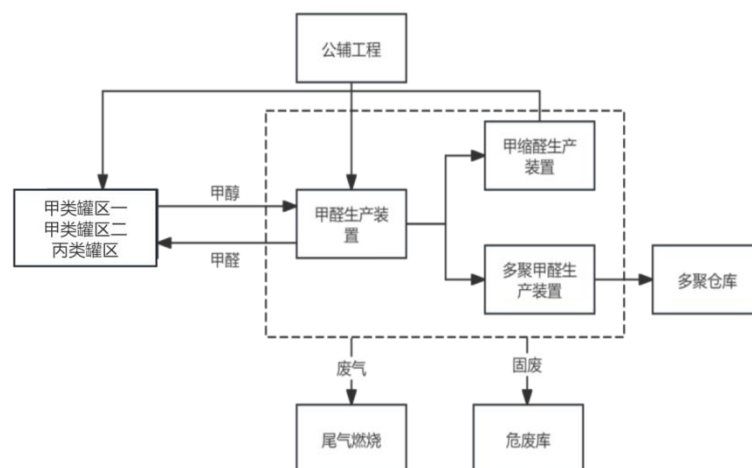 公辅工程
甲缩醛生产
装置
甲类罐区一
甲类罐区二
丙类罐区
甲醇
甲醛
甲醛生产装
置
多聚甲醛生
产装置
多聚仓库
废气
固废
尾气燃烧
危废库